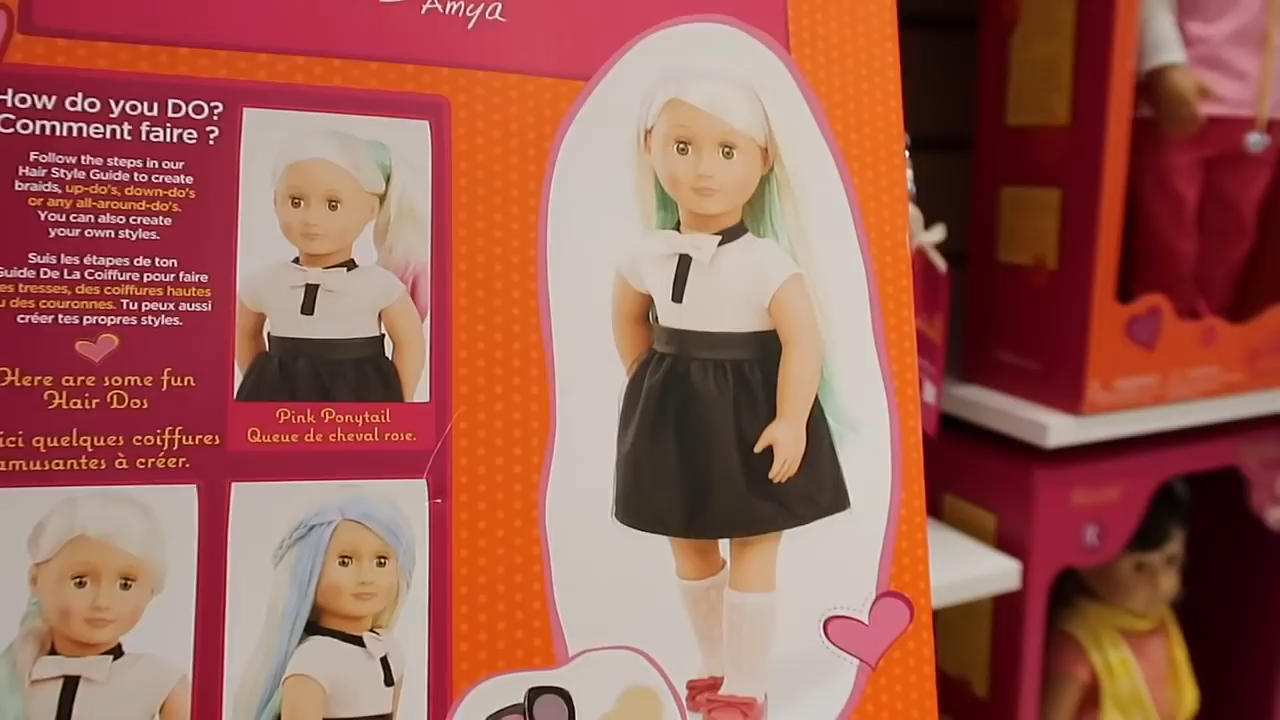 Amya
How do you DO?
Comment faire ?
Follow the steps in our
Hair Style Guide to create
braids, up-do's, down-do's
or any all-around-do's.
You can also create
your own styles.
Suis les étapes de ton
Guide De La Coiffure pour faire
es tresses, des coiffures hautes
u des couronnes. Tu peux aussi
créer tes propres styles.
Here are some fun
Hair Dos
ici quelques coiffures
amusantes à créer.
Pink Ponytail
Queue de cheval rose.